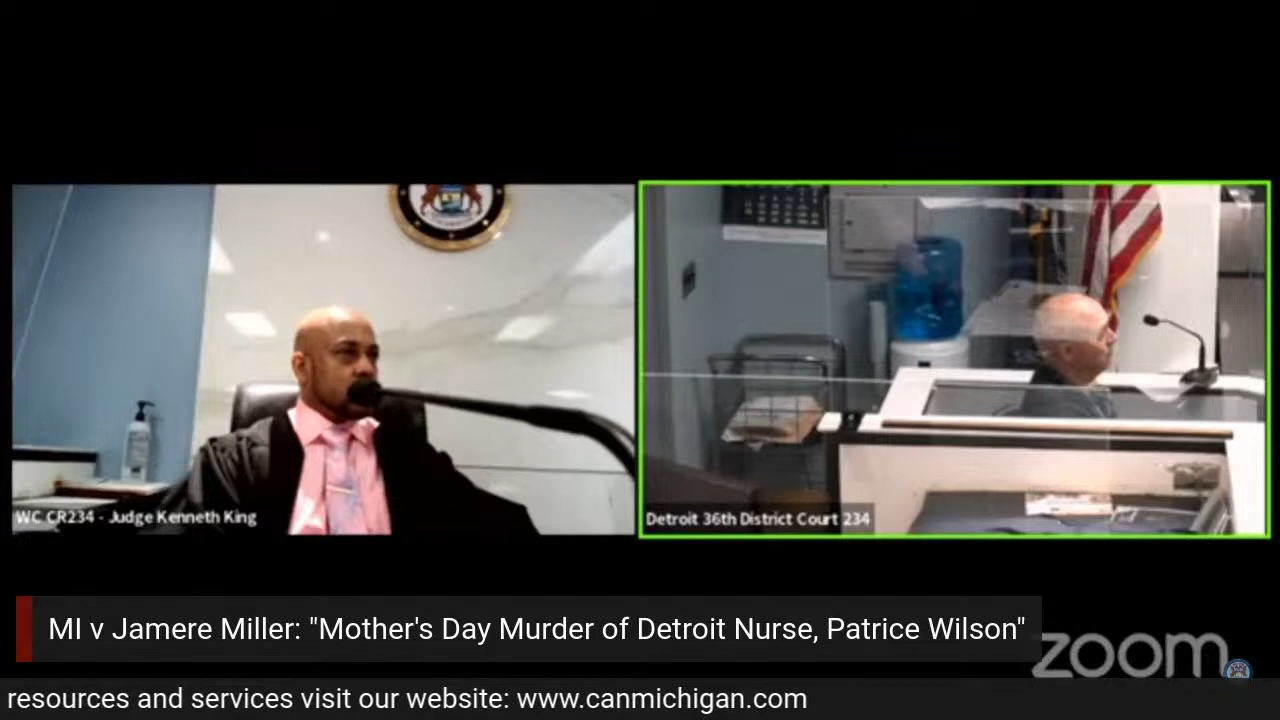 WC CR234 - Judge Kenneth King
Detroit 36th District Court 234
MI v Jamere Miller: "Mother's Day Murder of Detroit Nurse, Patrice Wilson"
zoom
resources and services visit our website: www.canmichigan.com